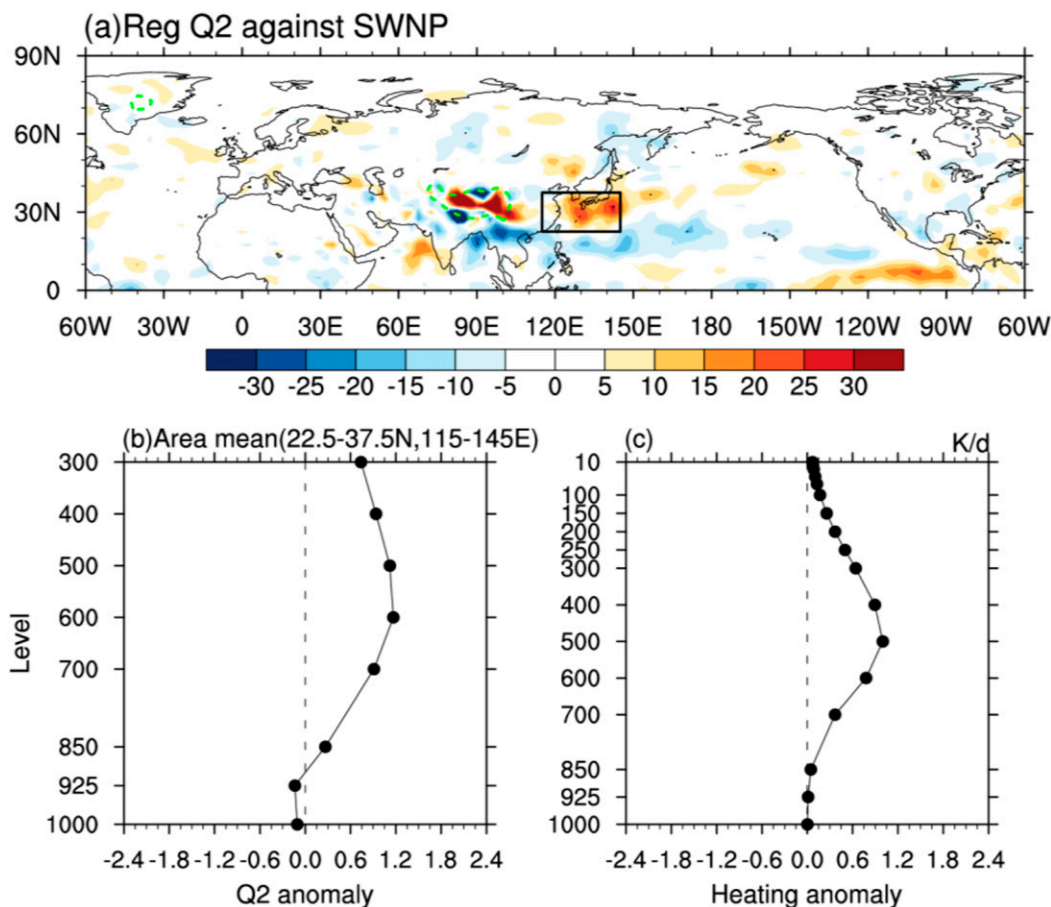 (a)Reg Q2 against SWNP
90N
60N
30N
0
60W 30W 0 30E 60E 90E 120E 150E 180 150W 120W 90W 60W
-30 -25 -20 -15 -10 -5 0 5 10 15 20 25 30
(b)Area mean(22.5-37.5N,115-145E)
300
400
500
600
700
850
925
1000
Level
-2.4 -1.8 -1.2 -0.6 0.0 0.6 1.2 1.8 2.4
Q2 anomaly
(c) K/d
10
100
150
200
250
300
400
500
600
700
850
925
1000
-2.4 -1.8 -1.2 -0.6 0.0 0.6 1.2 1.8 2.4
Heating anomaly